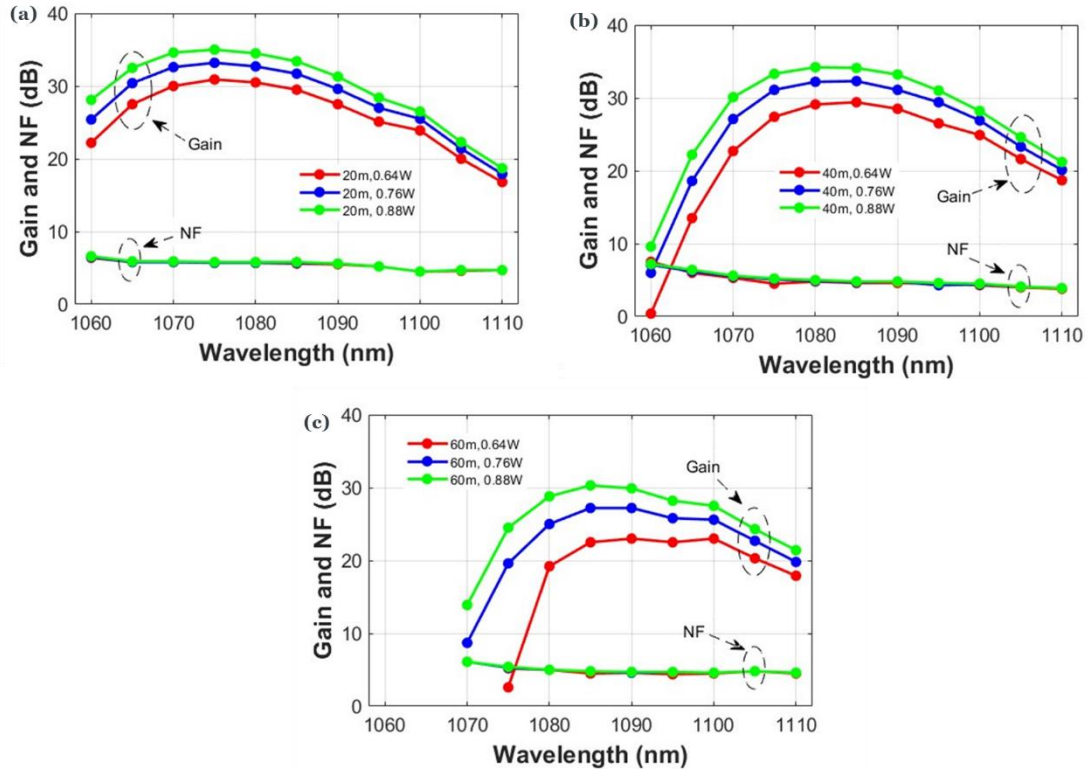 (a)
Gain and NF (dB)
40
30
20
10
0
Gain
20m,0.64W
20m, 0.76W
20m, 0.88W
NF
1060 1070 1080 1090 1100 1110
Wavelength (nm)
(b)
Gain and NF (dB)
40
30
20
10
0
40m,0.64W
40m, 0.76W
40m, 0.88W
Gain
NF
1060 1070 1080 1090 1100 1110
Wavelength (nm)
(c)
Gain and NF (dB)
40
30
20
10
0
60m,0.64W
60m, 0.76W
60m, 0.88W
Gain
NF
1060 1070 1080 1090 1100 1110
Wavelength (nm)